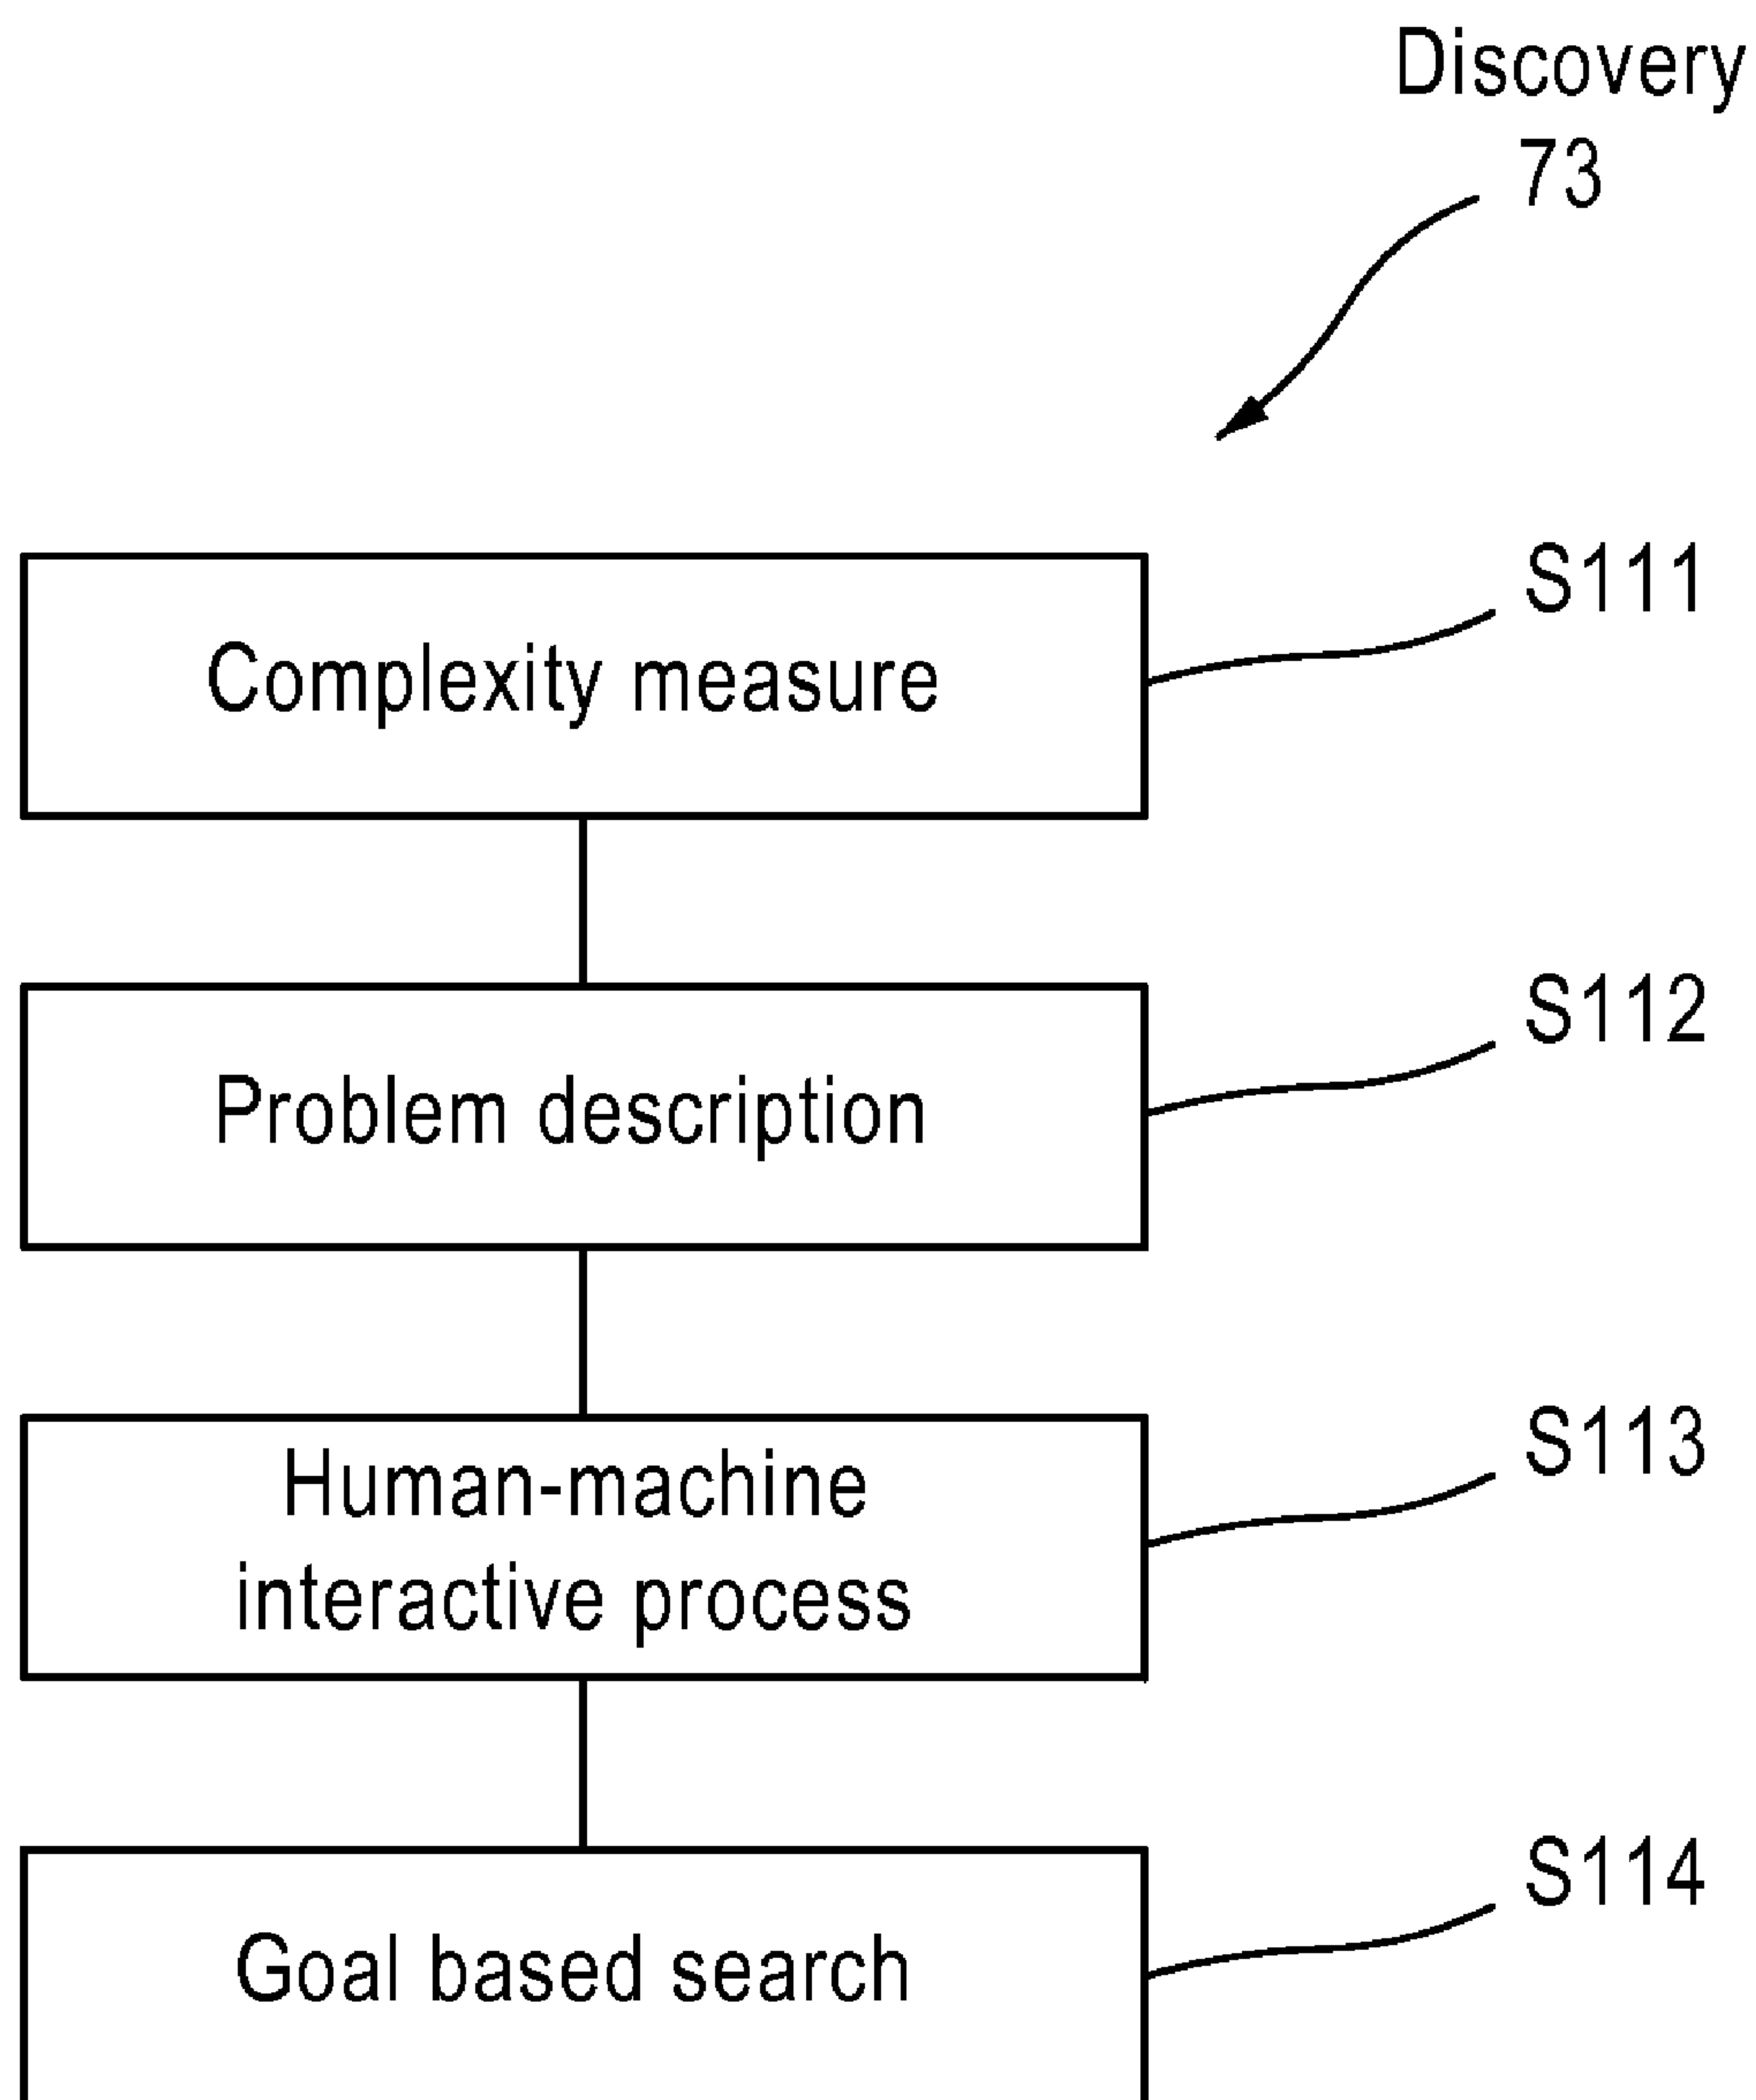 Discovery
73
S111
Complexity measure
S112
Problem description
S113
Human-machine
interactive process
S114
Goal based search